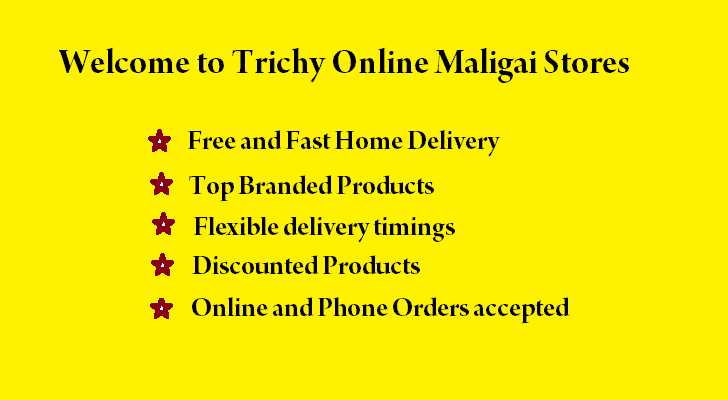 Welcome to Trichy Online Maligai Stores
Free and Fast Home Delivery
Top Branded Products
Flexible delivery timings
Discounted Products
Online and Phone Orders accepted